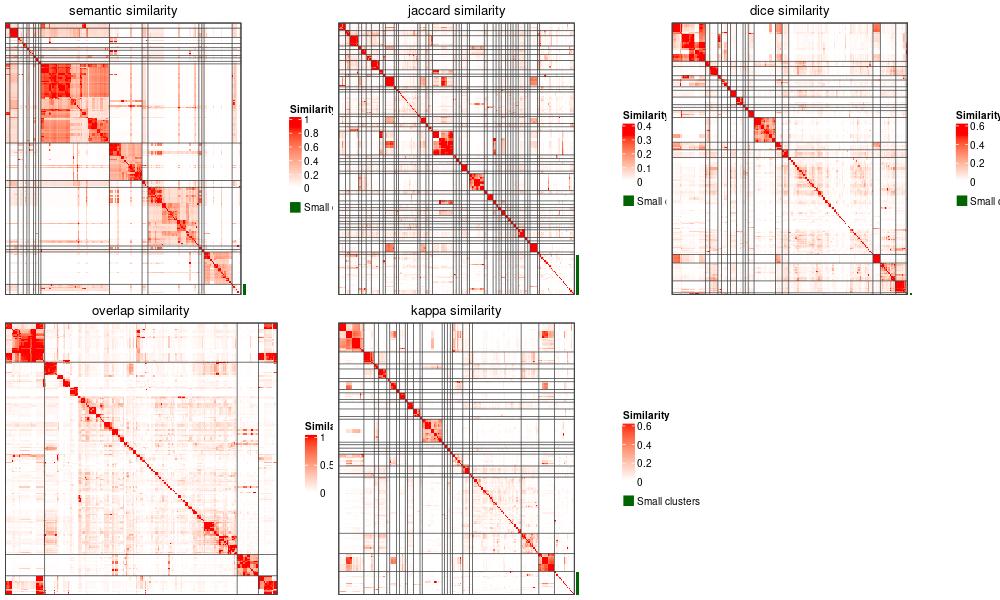 semantic similarity
Similarity
1
0.8
0.6
0.4
0.2
0
Small c
jaccard similarity
Similarity
0.4
0.3
0.2
0.1
0
Small c
dice similarity
Similarity
0.6
0.4
0.2
0
Small c
overlap similarity
Simila
1
0.5
0
kappa similarity
Similarity
0.6
0.4
0.2
0
Small clusters